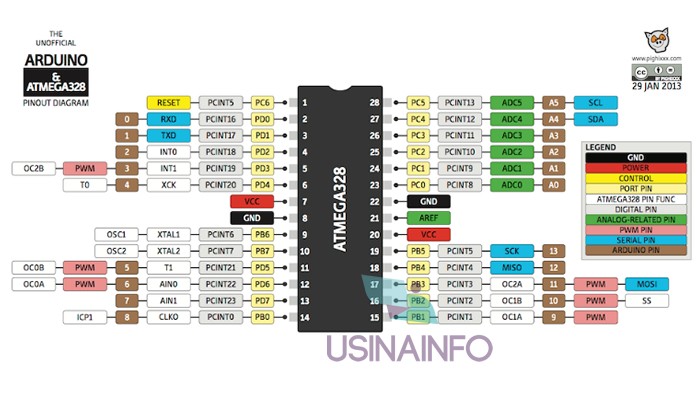 THE
UNOFFICIAL
ARDUINO
&
ATMEGA328
PINOUT DIAGRAM
www.pighixxx.com
cc
BY PIGHIXXX
29 JAN 2013
RESET PCINT5 PC6 1
0 RXD PCINT16 PD0 2
1 TXD PCINT17 PD1 3
2 INT0 PCINT18 PD2 4
OC2B PWM 3 INT1 PCINT19 PD3 5
T0 4 XCK PCINT20 PD4 6
VCC 7
GND 8
OSC1 XTAL1 PCINT6 PB6 9
OSC2 XTAL2 PCINT7 PB7 10
OC0B PWM 5 T1 PCINT21 PD5 11
OC0A PWM 6 AIN0 PCINT22 PD6 12
7 AIN1 PCINT23 PD7 13
ICP1 8 CLK0 PCINT0 PB0 14
ATMEGA328
28 PC5 PCINT13 ADC5 A5 SCL
27 PC4 PCINT12 ADC4 A4 SDA
26 PC3 PCINT11 ADC3 A3
25 PC2 PCINT10 ADC2 A2
24 PC1 PCINT9 ADC1 A1
23 PC0 PCINT8 ADC0 A0
22 GND
21 AREF
20 VCC
19 PB5 PCINT5 SCK 13
18 PB4 PCINT4 MISO 12
17 PB3 PCINT3 OC2A 11 PWM MOSI
16 PB2 PCINT2 OC1B 10 PWM SS
15 PB1 PCINT1 OC1A 9 PWM
LEGEND
GND
POWER
CONTROL
PORT PIN
ATMEGA328 PIN FUNC
DIGITAL PIN
ANALOG-RELATED PIN
PWM PIN
SERIAL PIN
ARDUINO PIN
USINAINFO